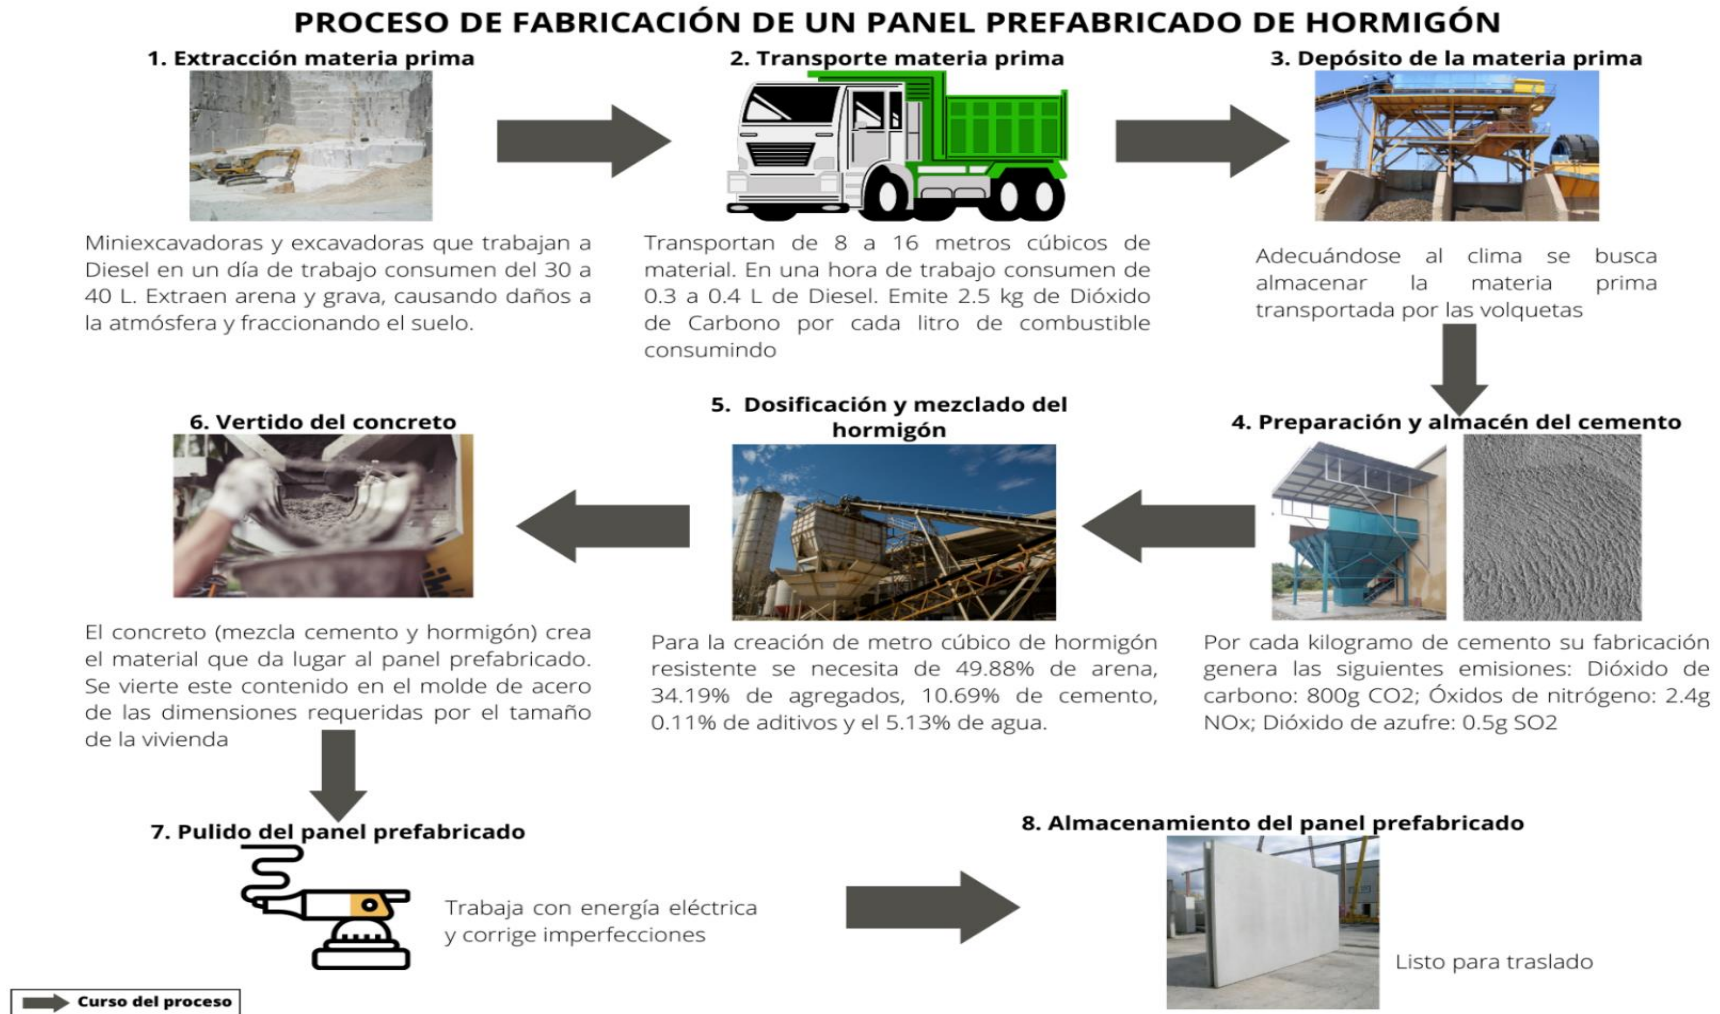 PROCESO DE FABRICACIÓN DE UN PANEL PREFABRICADO DE HORMIGÓN
1. Extracción materia prima
Miniexcavadoras y excavadoras que trabajan a
Diesel en un día de trabajo consumen del 30 a
40 L. Extraen arena y grava, causando daños a
la atmósfera y fraccionando el suelo.
2. Transporte materia prima
Transportan de 8 a 16 metros cúbicos de
material. En una hora de trabajo consumen de
0.3 a 0.4 L de Diesel. Emite 2.5 kg de Dióxido
de Carbono por cada litro de combustible
consumindo
3. Depósito de la materia prima
Adecuándose al clima se busca
almacenar la materia prima
transportada por las volquetas
4. Preparación y almacén del cemento
Por cada kilogramo de cemento su fabricación
genera las siguientes emisiones: Dióxido de
carbono: 800g CO2; Óxidos de nitrógeno: 2.4g
NOx; Dióxido de azufre: 0.5g SO2
5. Dosificación y mezclado del
hormigón
Para la creación de metro cúbico de hormigón
resistente se necesita de 49.88% de arena,
34.19% de agregados, 10.69% de cemento,
0.11% de aditivos y el 5.13% de agua.
6. Vertido del concreto
El concreto (mezcla cemento y hormigón) crea
el material que da lugar al panel prefabricado.
Se vierte este contenido en el molde de acero
de las dimensiones requeridas por el tamaño
de la vivienda
7. Pulido del panel prefabricado
Trabaja con energía eléctrica
y corrige imperfecciones
8. Almacenamiento del panel prefabricado
Listo para traslado
Curso del proceso